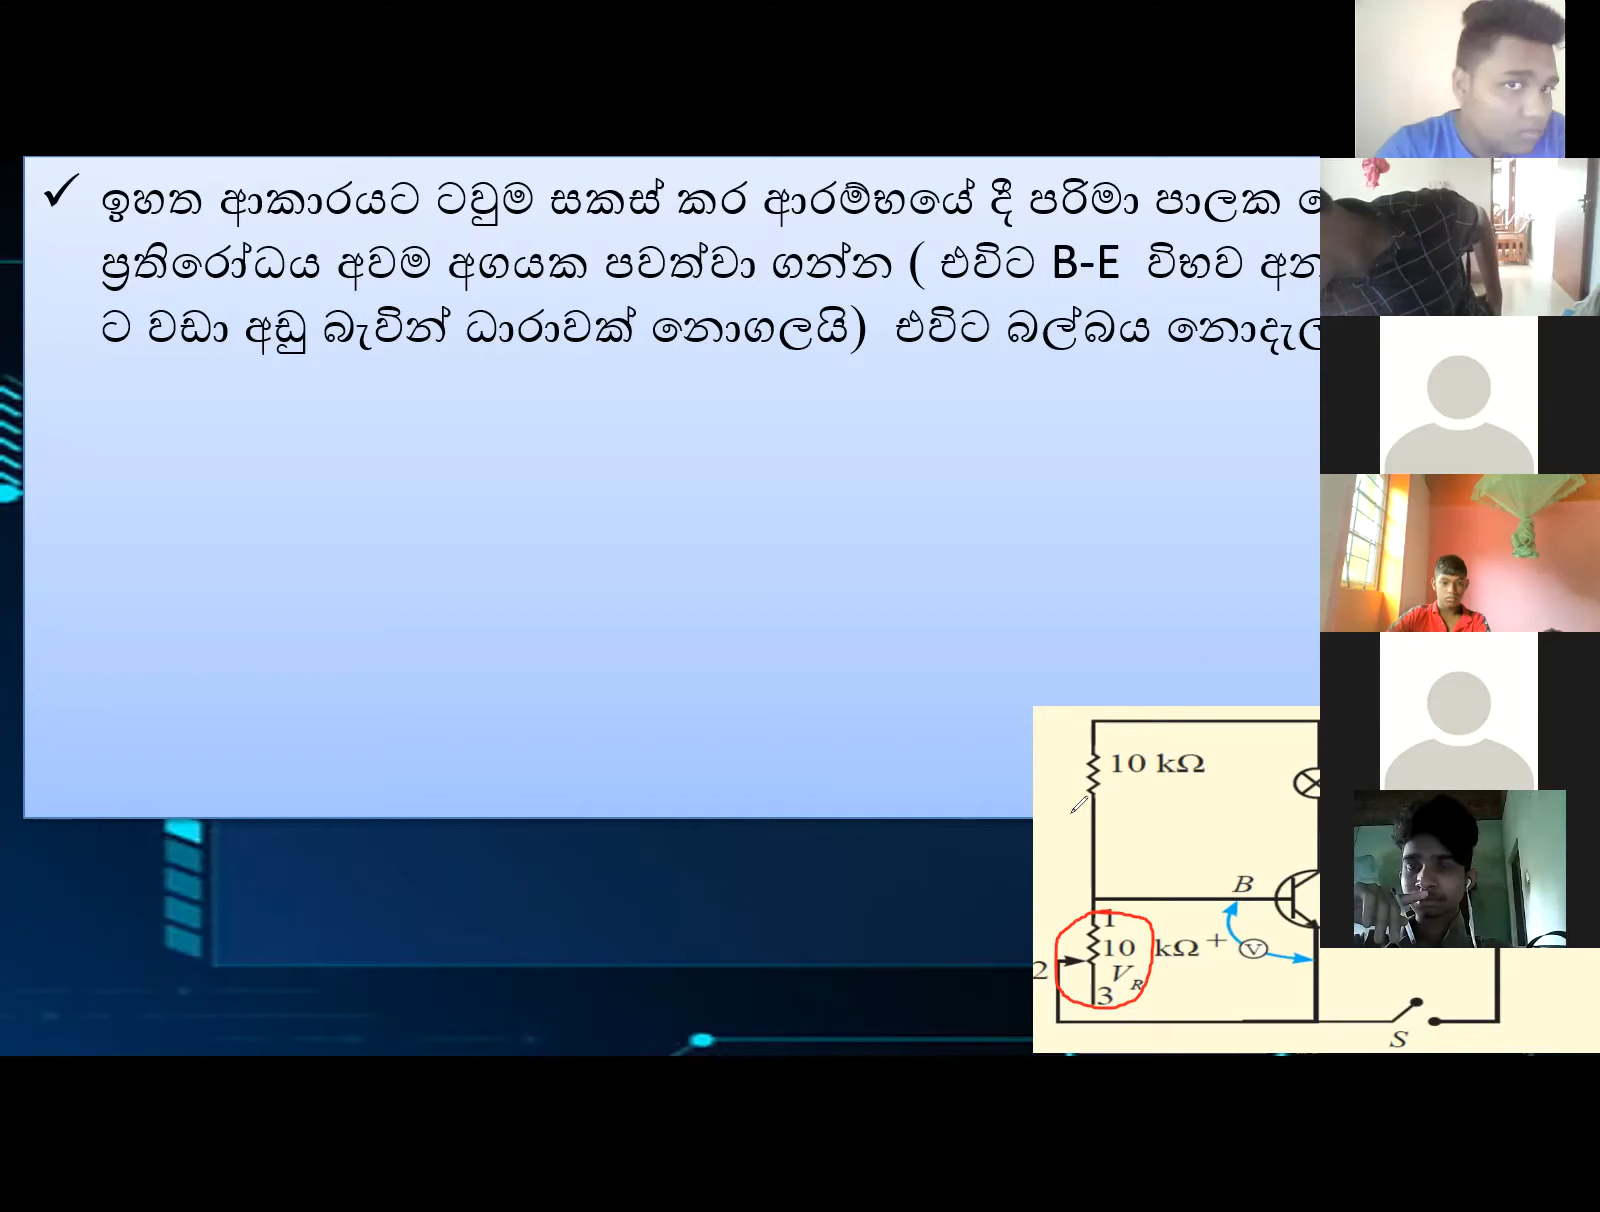 ✓ ඉහත ආකාරයට ටවුම සකස් කර ආරම්භයේ දී පරිමා පාලක
ප්‍රතිරෝධය අවම අගයක පවත්වා ගන්න ( එවිට B-E විභව
ට වඩා අඩු බැවින් ධාරාවක් නොගලයි) එවිට බල්බය
10 kΩ
B
1
10 kΩ + V
2
V_R
3
S